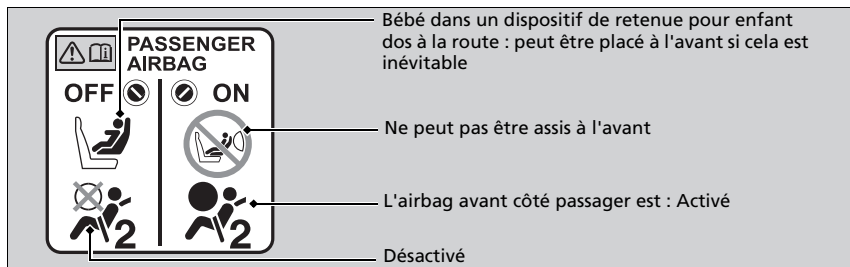 PASSENGER
AIRBAG
OFF
ON
2
2
Bébé dans un dispositif de retenue pour enfant
dos à la route : peut être placé à l'avant si cela est
inévitable
Ne peut pas être assis à l'avant
L'airbag avant côté passager est : Activé
Désactivé